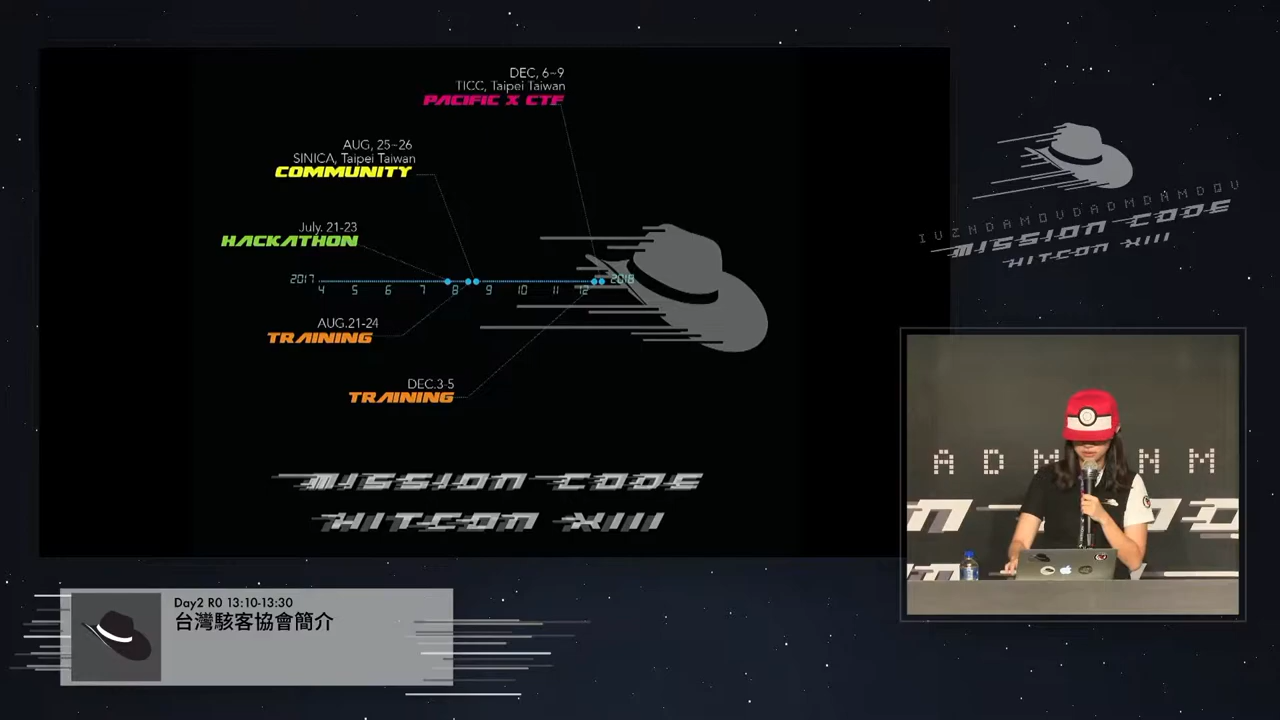 DEC, 6~9
TICC, Taipei Taiwan
PACIFIC X CTF
AUG, 25~26
SINICA, Taipei Taiwan
COMMUNITY
July. 21-23
HACKATHON
2017
2018
4 5 6 7 8 9 10 11 12
AUG.21-24
TRAINING
DEC.3-5
TRAINING
MISSION CODE
HITCON XIII
IUZNDAMOVDADMDNAMDQV
MISSION CODE
HITCON XIII
A D M N M
Day2 R0 13:10-13:30
台灣駭客協會簡介